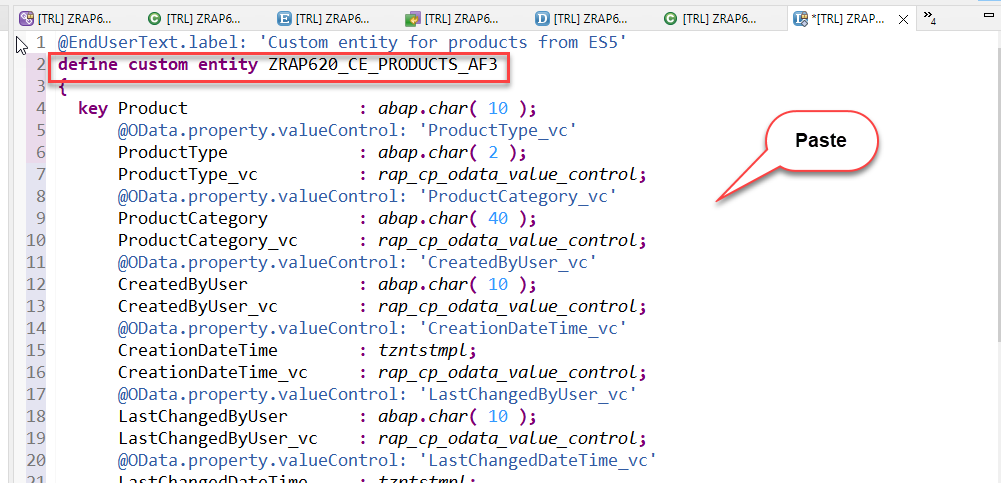 [TRL] ZRAP6... [TRL] ZRAP6... [TRL] ZRAP6... [TRL] ZRAP6... [TRL] ZRAP6... [TRL] ZRAP6... *[TRL] ZRAP... »4
1 @EndUserText.label: 'Custom entity for products from ES5'
2 define custom entity ZRAP620_CE_PRODUCTS_AF3
3 {
4 key Product : abap.char( 10 );
5 @OData.property.valueControl: 'ProductType_vc'
6 ProductType : abap.char( 2 );
7 ProductType_vc : rap_cp_odata_value_control;
8 @OData.property.valueControl: 'ProductCategory_vc'
9 ProductCategory : abap.char( 40 );
10 ProductCategory_vc : rap_cp_odata_value_control;
11 @OData.property.valueControl: 'CreatedByUser_vc'
12 CreatedByUser : abap.char( 10 );
13 CreatedByUser_vc : rap_cp_odata_value_control;
14 @OData.property.valueControl: 'CreationDateTime_vc'
15 CreationDateTime : tzntstmpl;
16 CreationDateTime_vc : rap_cp_odata_value_control;
17 @OData.property.valueControl: 'LastChangedByUser_vc'
18 LastChangedByUser : abap.char( 10 );
19 LastChangedByUser_vc : rap_cp_odata_value_control;
20 @OData.property.valueControl: 'LastChangedDateTime_vc'
21 LastChangedDateTime : tzntstmpl;
Paste